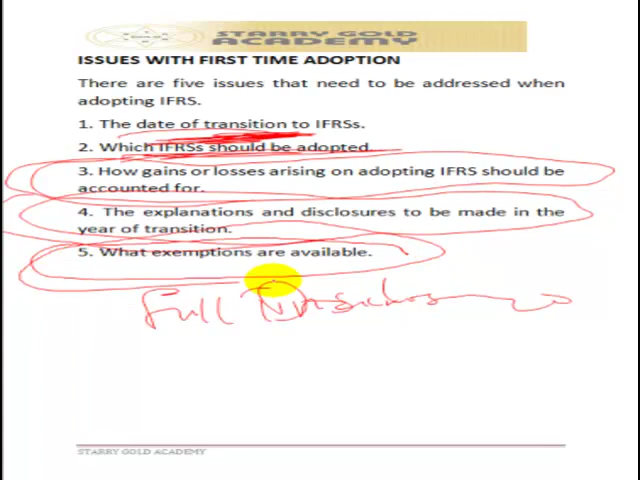 STARRY GOLD
ACADEMY
ISSUES WITH FIRST TIME ADOPTION
There are five issues that need to be addressed when
adopting IFRS.
1. The date of transition to IFRSs.
2. Which IFRSs should be adopted.
3. How gains or losses arising on adopting IFRS should be
accounted for.
4. The explanations and disclosures to be made in the
year of transition.
5. What exemptions are available.
Full
STARRY GOLD ACADEMY